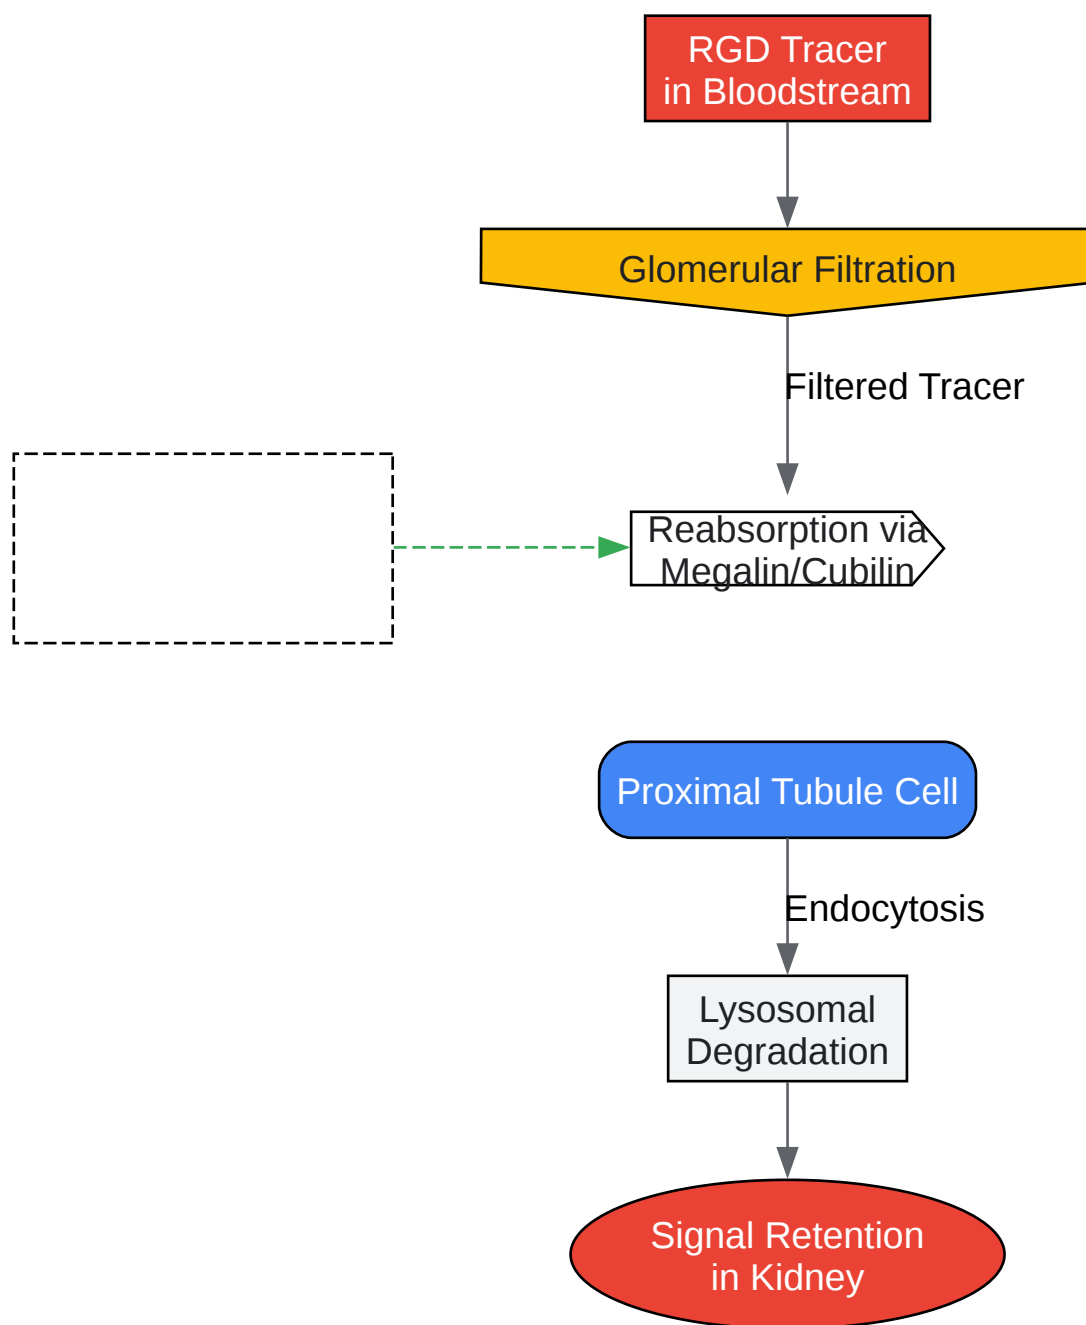 RGD Tracer
in Bloodstream
Glomerular Filtration
Filtered Tracer
Reabsorption via
Megalin/Cubilin
Proximal Tubule Cell
Endocytosis
Lysosomal
Degradation
Signal Retention
in Kidney